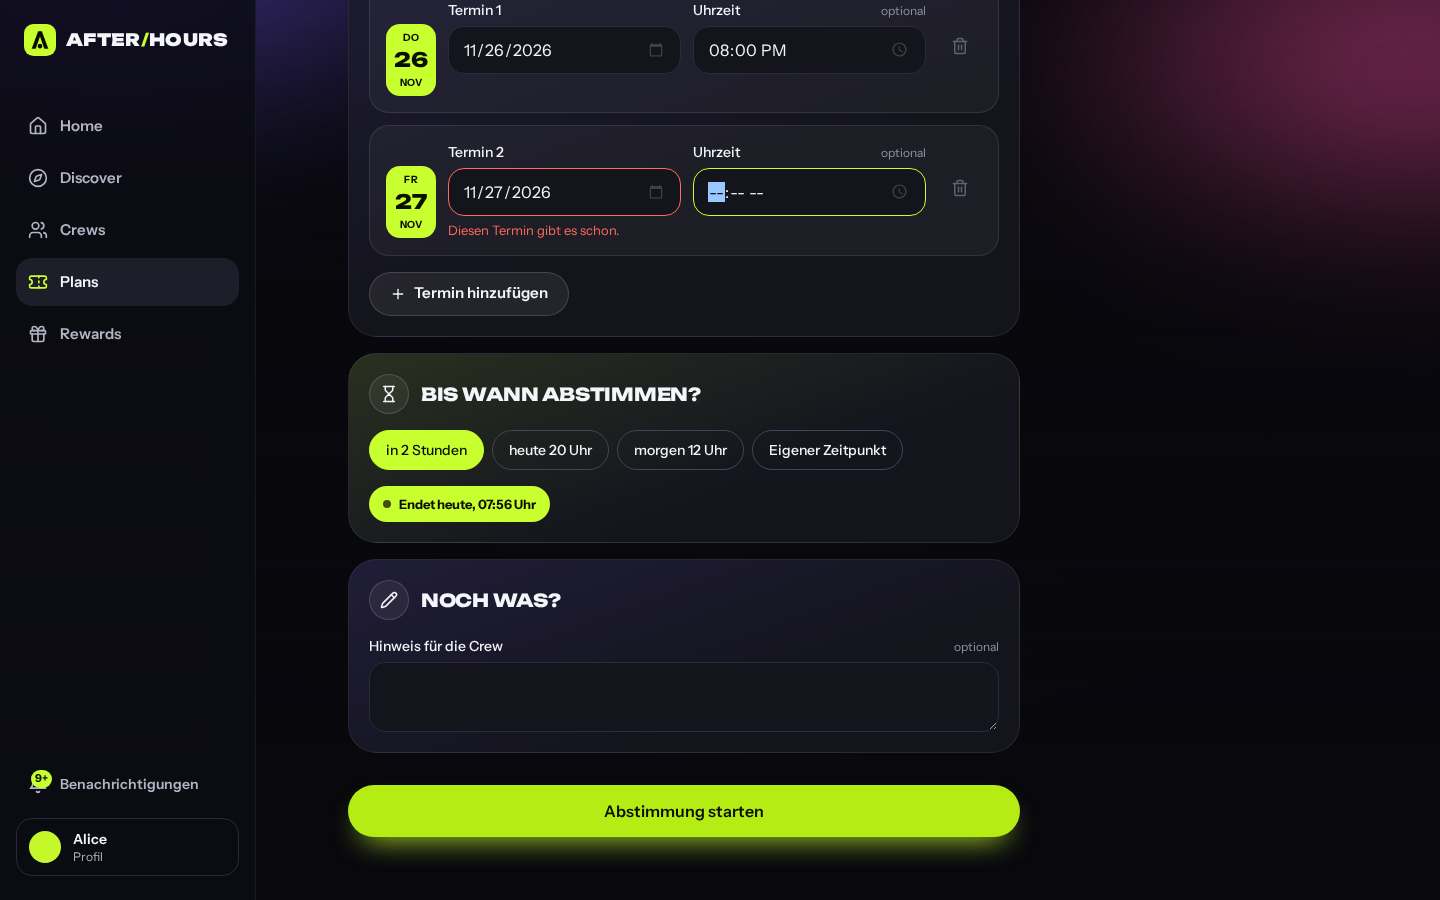 AFTER/HOURS
Home
Discover
Crews
Plans
Rewards
9+
Benachrichtigungen
Alice
Profil
Termin 1
Uhrzeit
optional
DO
26
NOV
11/26/2026
08:00 PM
Termin 2
Uhrzeit
optional
FR
27
NOV
11/27/2026
--:-- --
Diesen Termin gibt es schon.
Termin hinzufügen
BIS WANN ABSTIMMEN?
in 2 Stunden
heute 20 Uhr
morgen 12 Uhr
Eigener Zeitpunkt
Endet heute, 07:56 Uhr
NOCH WAS?
Hinweis für die Crew
optional
Abstimmung starten